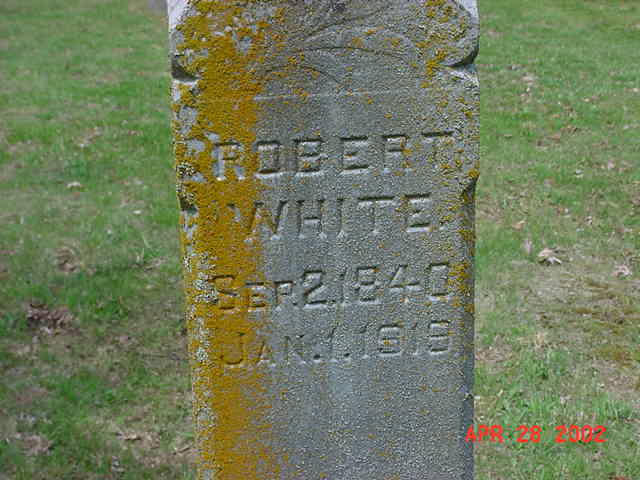 ROBERT
WHITE.
SEP. 2, 1840
JAN. 1, 1919
APR 28 2002